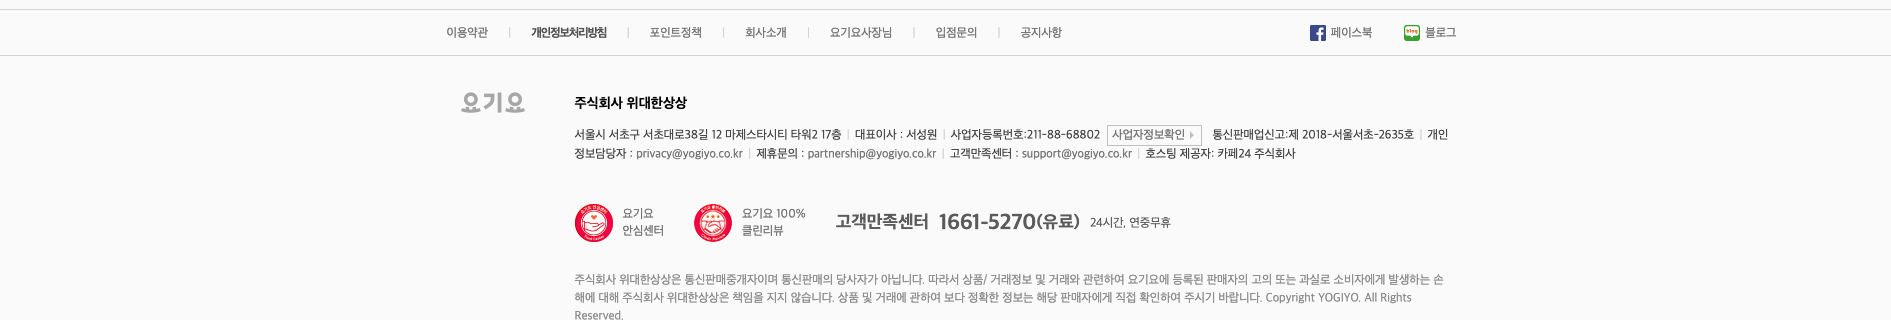 이용약관 | 개인정보처리방침 | 포인트정책 | 회사소개 | 요기요사장님 | 입점문의 | 공지사항 페이스북 blog 블로그
요기요
주식회사 위대한상상
서울시 서초구 서초대로38길 12 마제스타시티 타워2 17층 | 대표이사 : 서성원 | 사업자등록번호:211-88-68802 사업자정보확인 통신판매업신고:제 2018-서울서초-2635호 | 개인
정보담당자 : privacy@yogiyo.co.kr | 제휴문의 : partnership@yogiyo.co.kr | 고객만족센터 : support@yogiyo.co.kr | 호스팅 제공자: 카페24 주식회사
요기요
안심센터
요기요 100%
클린리뷰
고객만족센터 1661-5270(유료) 24시간, 연중무휴
주식회사 위대한상상은 통신판매중개자이며 통신판매의 당사자가 아닙니다. 따라서 상품/ 거래정보 및 거래와 관련하여 요기요에 등록된 판매자의 고의 또는 과실로 소비자에게 발생하는 손
해에 대해 주식회사 위대한상상은 책임을 지지 않습니다. 상품 및 거래에 관하여 보다 정확한 정보는 해당 판매자에게 직접 확인하여 주시기 바랍니다. Copyright YOGIYO. All Rights
Reserved.